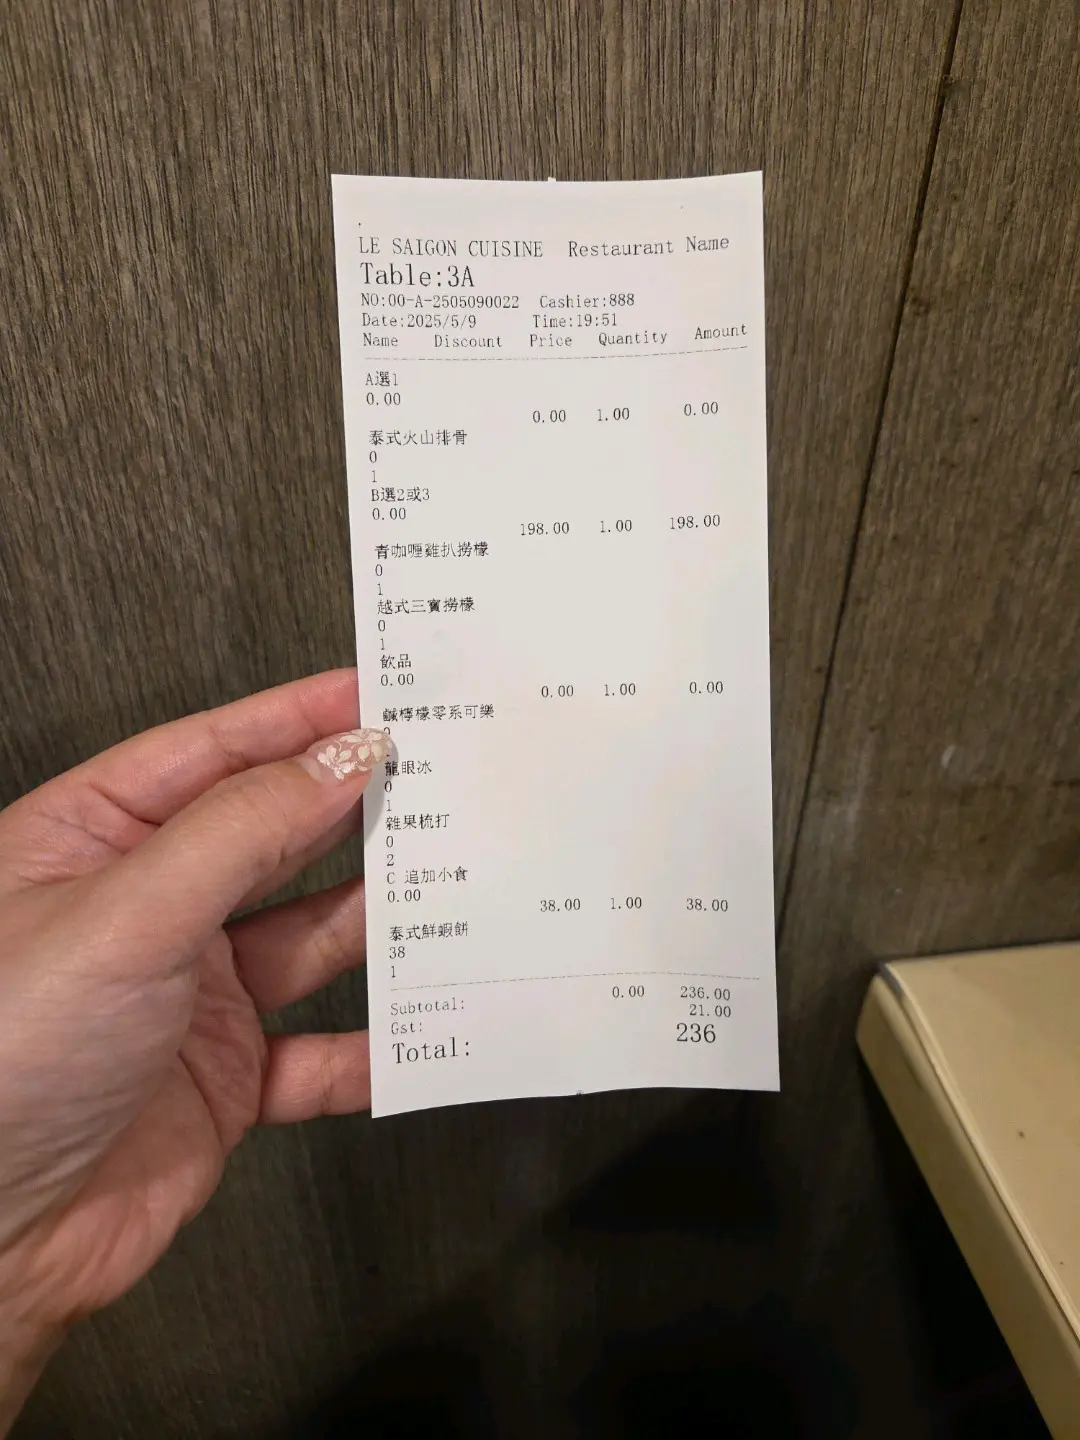 LE SAIGON CUISINE Restaurant Name
Table:3A
NO:00-A-2505090022 Cashier:888
Date:2025/5/9 Time:19:51
Name Discount Price Quantity Amount
A選1
0.00
0.00 1.00 0.00
泰式火山排骨
0
1
B選2或3
0.00
198.00 1.00 198.00
青咖喱雞扒撈檬
0
1
越式三寶撈檬
0
1
飲品
0.00
0.00 1.00 0.00
鹹檸檬零系可樂
龍眼冰
0
1
雜果梳打
0
2
C 追加小食
0.00
38.00 1.00 38.00
泰式鮮蝦餅
38
1
Subtotal: 0.00 236.00
Gst: 21.00
Total: 236